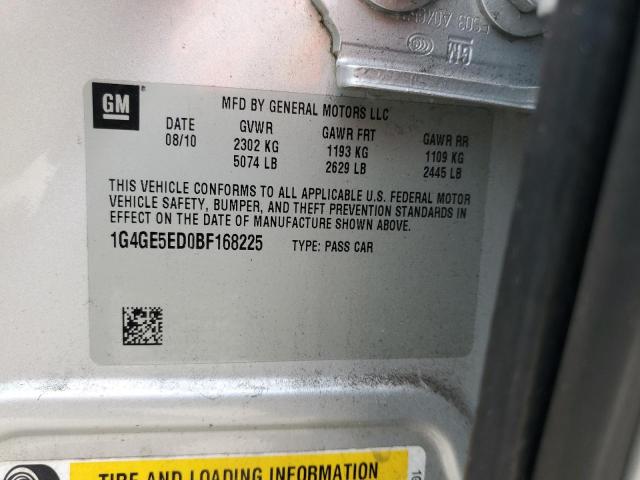 GM
GM
MFD BY GENERAL MOTORS LLC
DATE GVWR GAWR FRT GAWR RR
08/10 2302 KG 1193 KG 1109 KG
5074 LB 2629 LB 2445 LB
THIS VEHICLE CONFORMS TO ALL APPLICABLE U.S. FEDERAL MOTOR
VEHICLE SAFETY, BUMPER, AND THEFT PREVENTION STANDARDS IN
EFFECT ON THE DATE OF MANUFACTURE SHOWN ABOVE.
1G4GE5ED0BF168225 TYPE: PASS CAR
TIRE AND LOADING INFORMATION